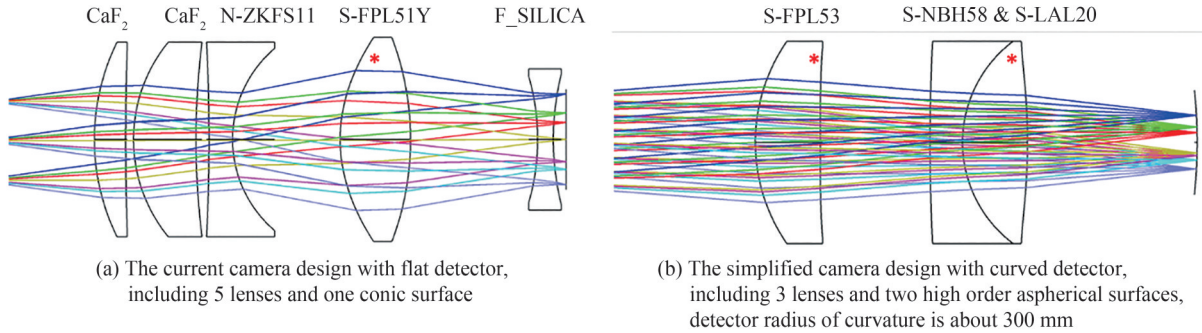 CaF₂ CaF₂ N-ZKFS11 S-FPL51Y F_SILICA
*
(a) The current camera design with flat detector,
including 5 lenses and one conic surface
S-FPL53 S-NBH58 & S-LAL20
* *
(b) The simplified camera design with curved detector,
including 3 lenses and two high order aspherical surfaces,
detector radius of curvature is about 300 mm